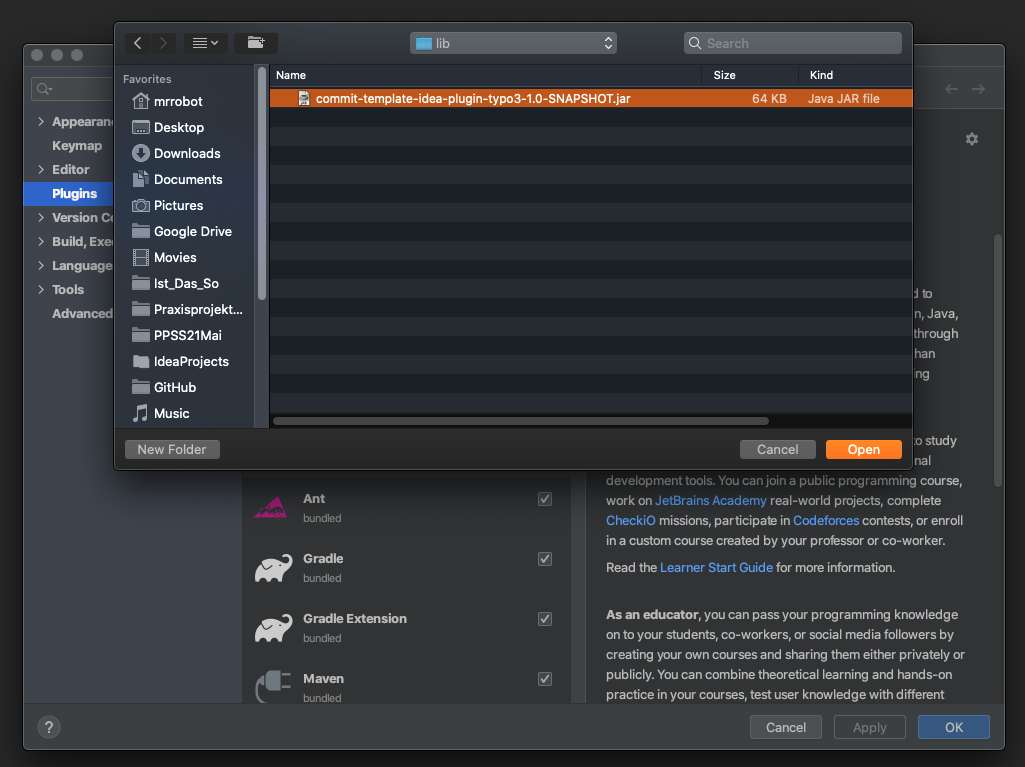 lib
Search
Favorites
mrrobot
Desktop
Downloads
Documents
Pictures
Google Drive
Movies
Ist_Das_So
Praxisprojekt...
PPSS21Mai
IdeaProjects
GitHub
Music
Name Size Kind
commit-template-idea-plugin-typo3-1.0-SNAPSHOT.jar 64 KB Java JAR file
New Folder
Cancel
Open
Appearan
Keymap
Editor
Plugins
Version Co
Build, Exe
Language
Tools
Advanced
Ant
bundled
Gradle
bundled
Gradle Extension
bundled
Maven
bundled
d to
n, Java,
through
han
ng
to study
nal
development tools. You can join a public programming course,
work on JetBrains Academy real-world projects, complete
CheckiO missions, participate in Codeforces contests, or enroll
in a custom course created by your professor or co-worker.
Read the Learner Start Guide for more information.
As an educator, you can pass your programming knowledge
on to your students, co-workers, or social media followers by
creating your own courses and sharing them either privately or
publicly. You can combine theoretical learning and hands-on
practice in your courses, test user knowledge with different
?
Cancel
Apply
OK